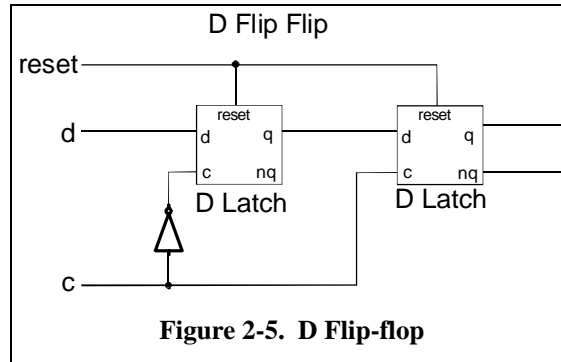 D Flip Flip
reset
reset
reset
d
d
q
d
q
c
nq
c
nq
D Latch
D Latch
c
Figure 2-5. D Flip-flop